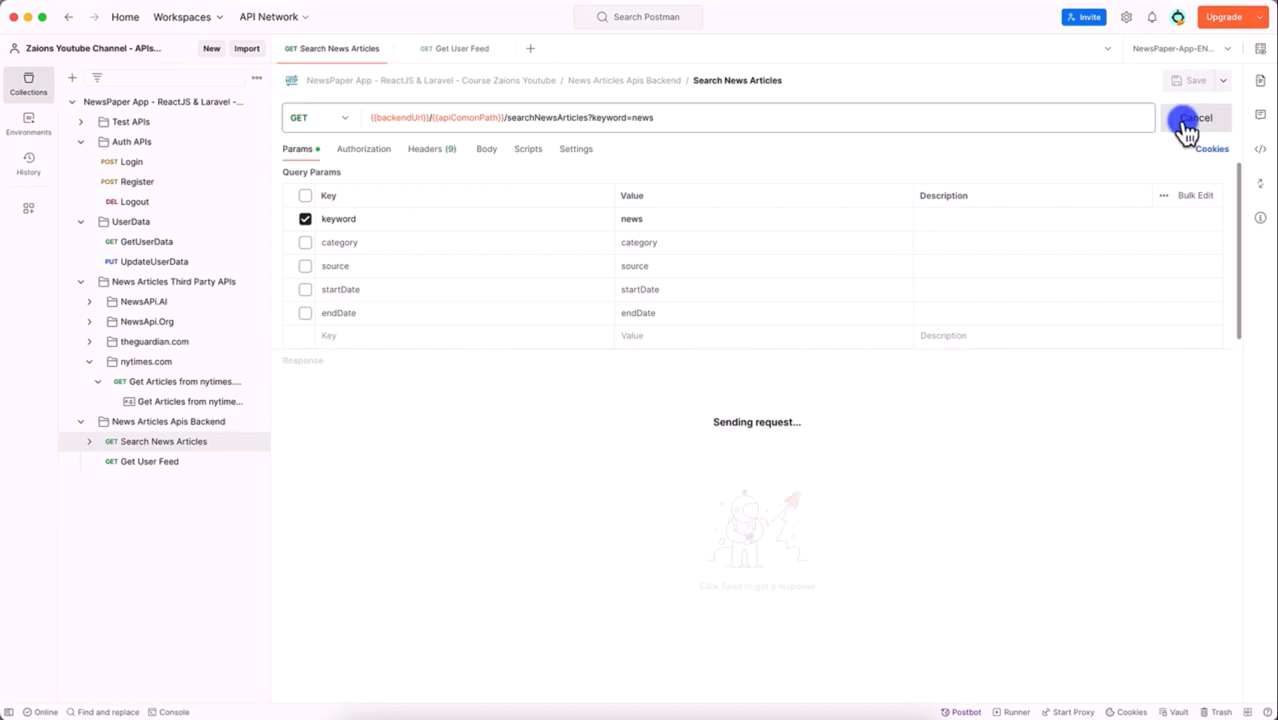 Home Workspaces API Network Search Postman Invite Upgrade
Zaions Youtube Channel - APIs... New Import GET Search News Articles GET Get User Feed NewsPaper-App-EN...
Collections
Environments
History
NewsPaper App - ReactJS & Laravel -...
Test APIs
Auth APIs
POST Login
POST Register
DEL Logout
UserData
GET GetUserData
PUT UpdateUserData
News Articles Third Party APIs
NewsAPi.AI
NewsApi.Org
theguardian.com
nytimes.com
GET Get Articles from nytimes....
Get Articles from nytime...
News Articles Apis Backend
GET Search News Articles
GET Get User Feed
NewsPaper App - ReactJS & Laravel - Course Zaions Youtube / News Articles Apis Backend / Search News Articles Save
GET {{backendUrl}}/{{apiComonPath}}/searchNewsArticles?keyword=news Cancel
Params Authorization Headers (9) Body Scripts Settings Cookies
Query Params
Key Value Description Bulk Edit
keyword news
category category
source source
startDate startDate
endDate endDate
Key Value Description
Response
Sending request...
Click Send to get a response
Online Find and replace Console Postbot Runner Start Proxy Cookies Vault Trash